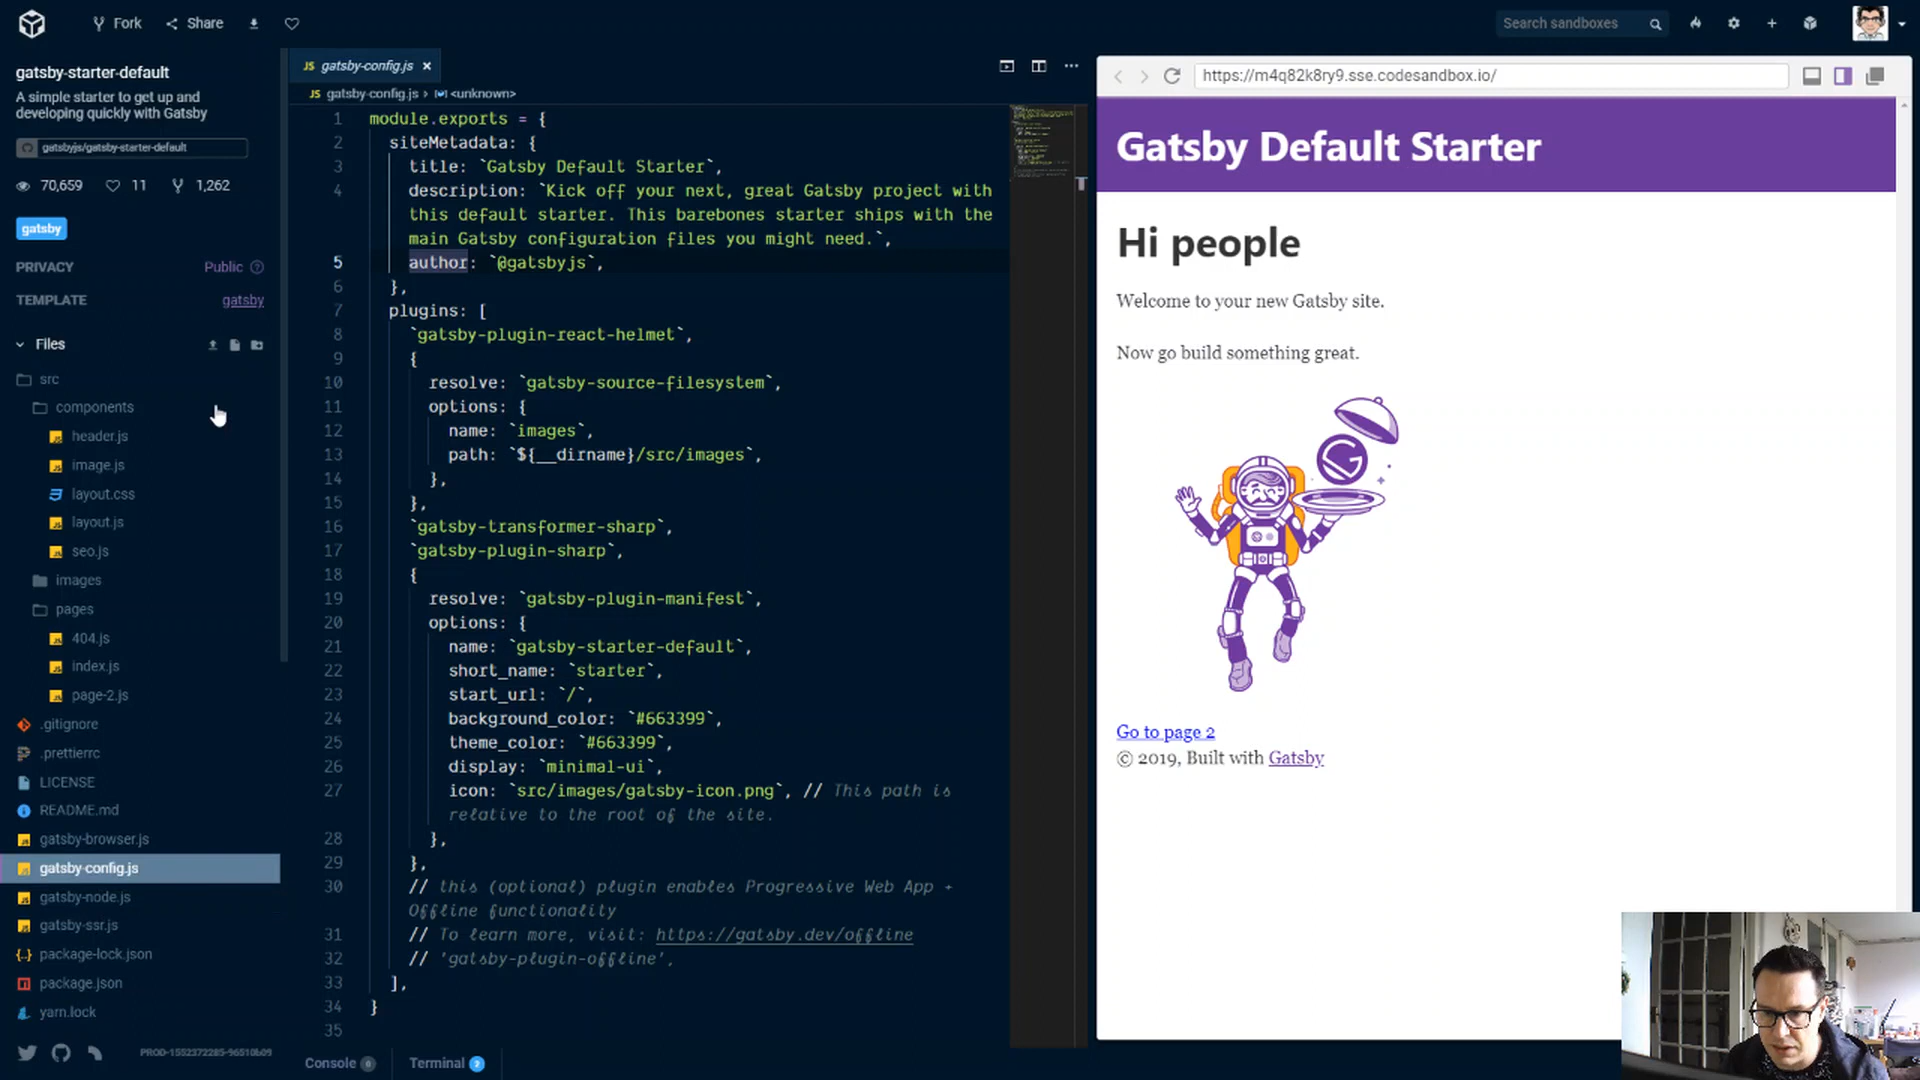 Fork
Share
Search sandboxes
gatsby-starter-default
A simple starter to get up and
developing quickly with Gatsby
gatsbyjs/gatsby-starter-default
70,659
11
1,262
gatsby
PRIVACY
Public
TEMPLATE
gatsby
Files
src
components
header.js
image.js
layout.css
layout.js
seo.js
images
pages
404.js
index.js
page-2.js
.gitignore
.prettierrc
LICENSE
README.md
gatsby-browser.js
gatsby-config.js
gatsby-node.js
gatsby-ssr.js
package-lock.json
package.json
yarn.lock
PROD-1552372285-96510b09
JS gatsby-config.js
JS gatsby-config.js › <unknown>
1 module.exports = {
2 siteMetadata: {
3 title: `Gatsby Default Starter`,
4 description: `Kick off your next, great Gatsby project with
this default starter. This barebones starter ships with the
main Gatsby configuration files you might need.`,
5 author: `@gatsbyjs`,
6 },
7 plugins: [
8 `gatsby-plugin-react-helmet`,
9 {
10 resolve: `gatsby-source-filesystem`,
11 options: {
12 name: `images`,
13 path: `${__dirname}/src/images`,
14 },
15 },
16 `gatsby-transformer-sharp`,
17 `gatsby-plugin-sharp`,
18 {
19 resolve: `gatsby-plugin-manifest`,
20 options: {
21 name: `gatsby-starter-default`,
22 short_name: `starter`,
23 start_url: `/`,
24 background_color: `#663399`,
25 theme_color: `#663399`,
26 display: `minimal-ui`,
27 icon: `src/images/gatsby-icon.png`, // This path is
relative to the root of the site.
28 },
29 },
30 // this (optional) plugin enables Progressive Web App +
Offline functionality
31 // To learn more, visit: https://gatsby.dev/offline
32 // 'gatsby-plugin-offline',
33 ],
34 }
35
Console 0
Terminal 2
https://m4q82k8ry9.sse.codesandbox.io/
Gatsby Default Starter
Hi people
Welcome to your new Gatsby site.
Now go build something great.
Go to page 2
© 2019, Built with Gatsby